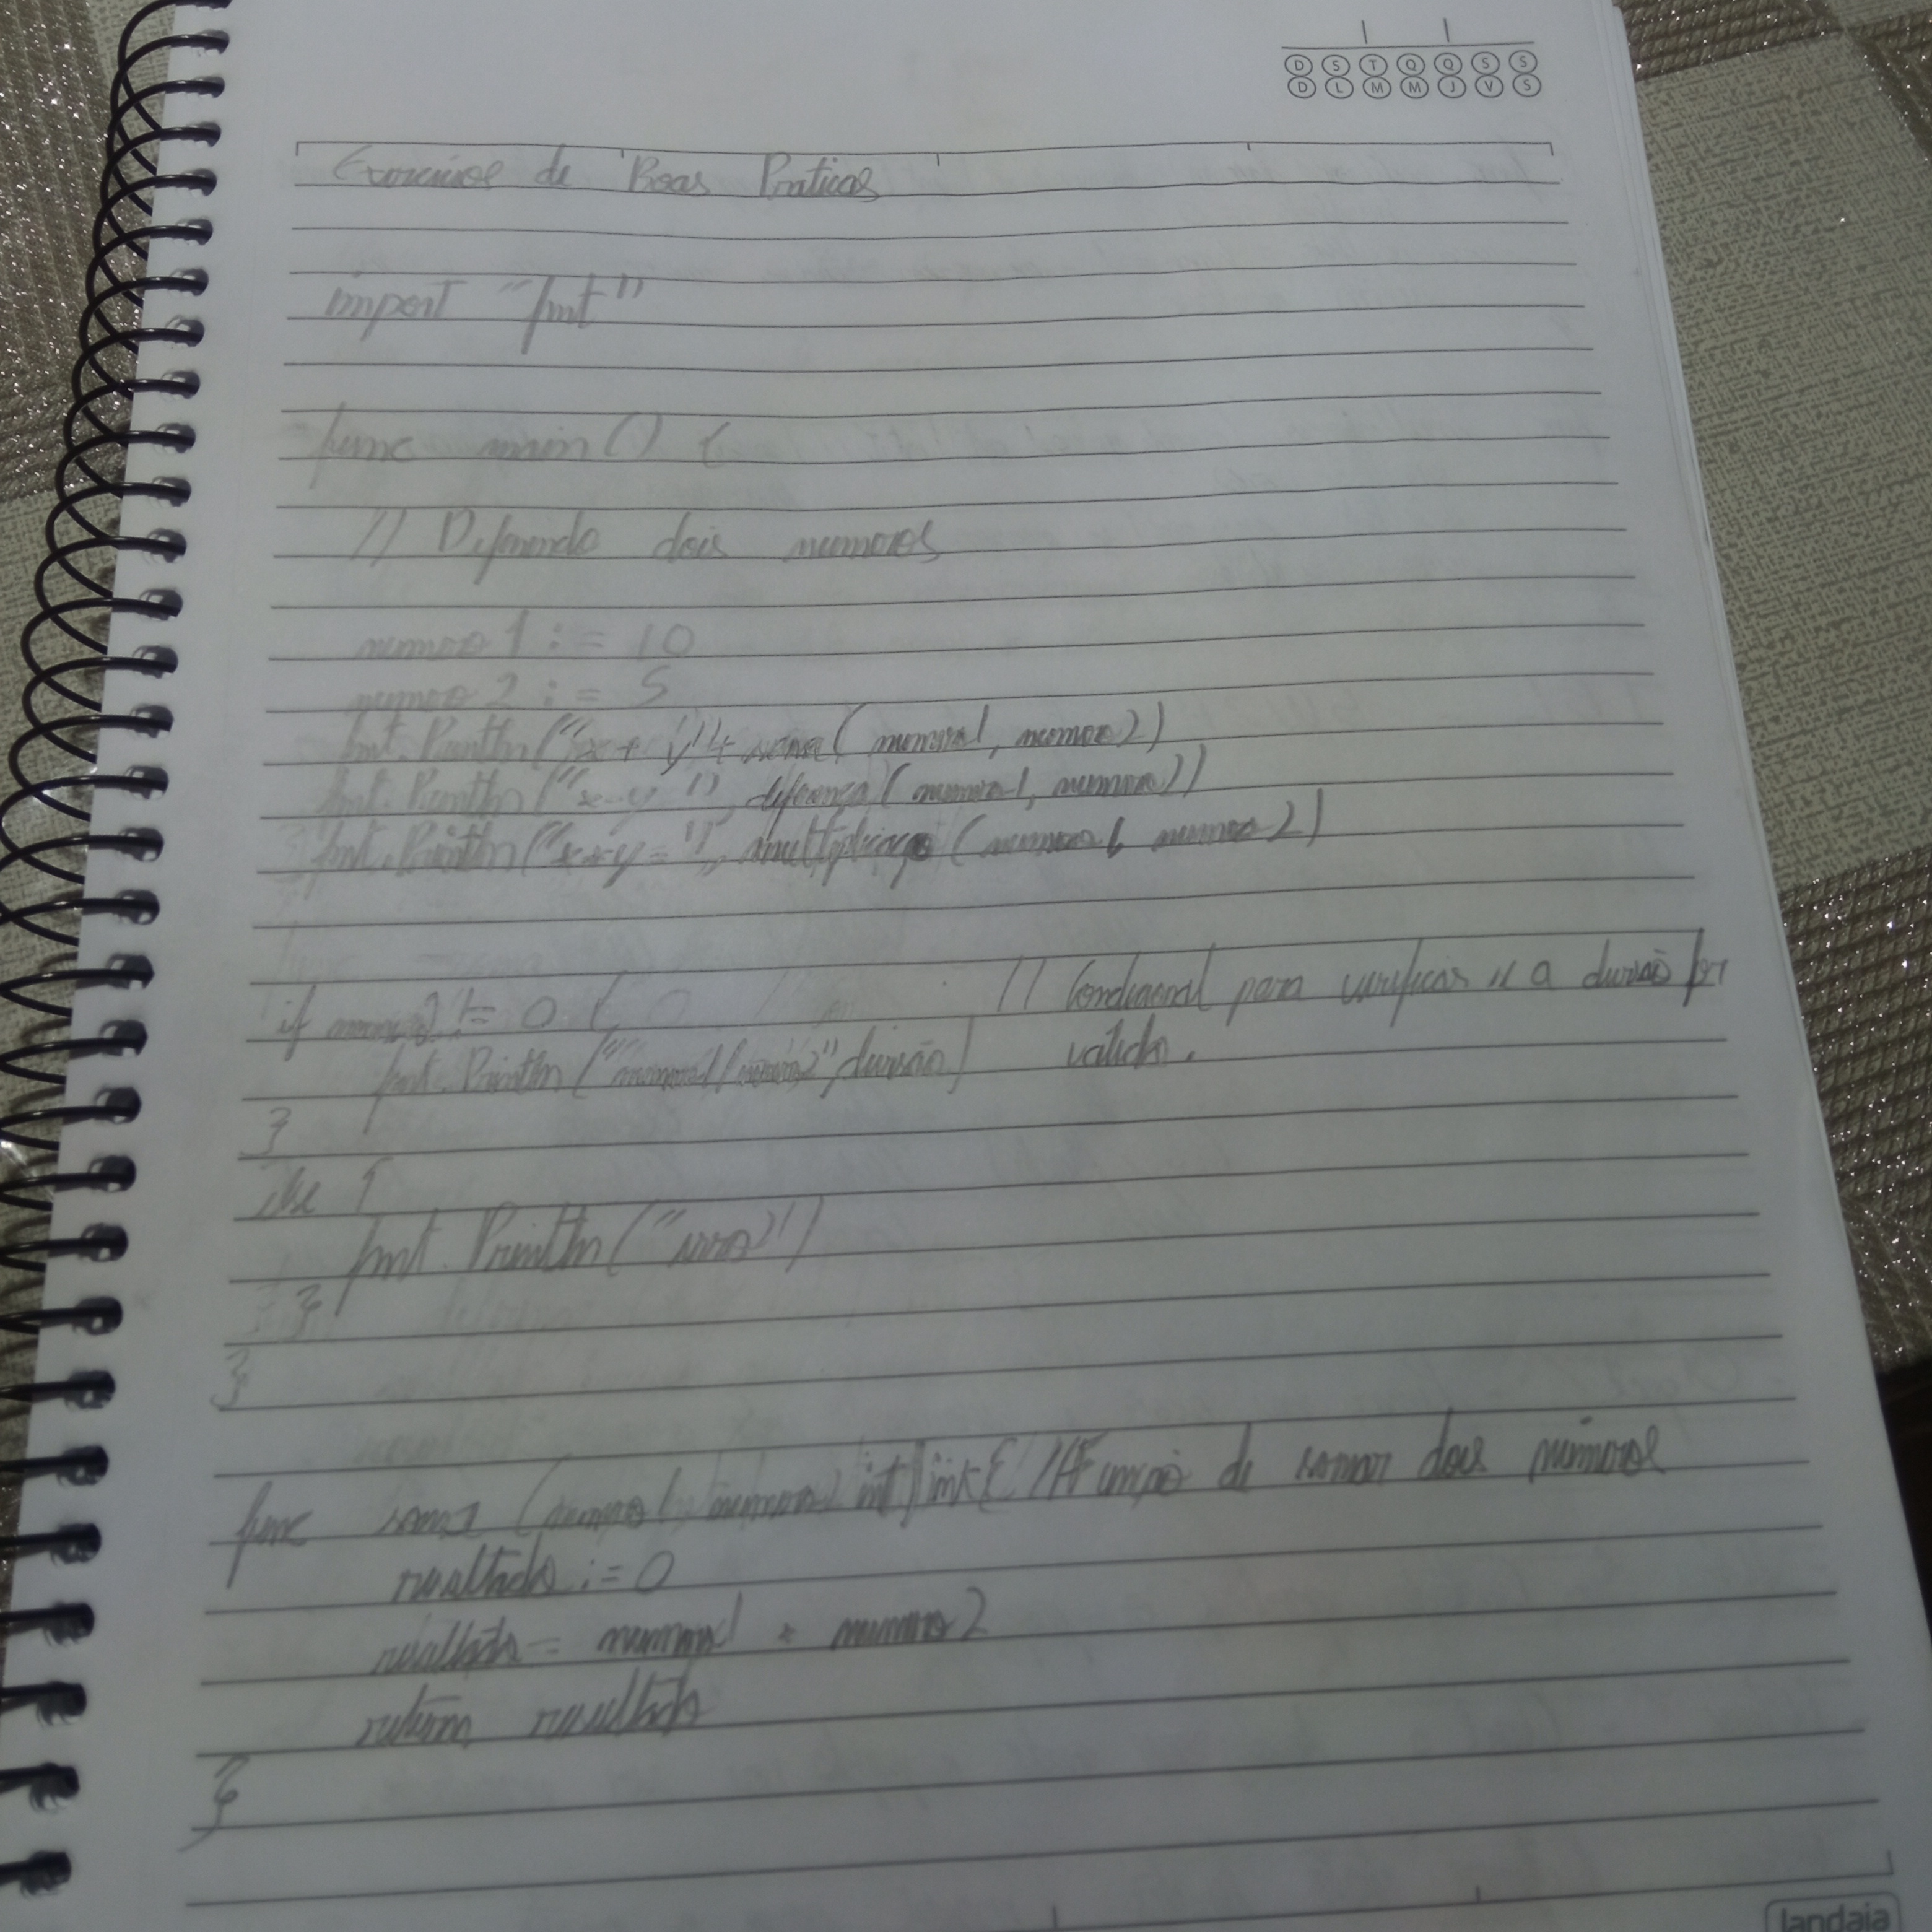 D S T Q Q S S
D L M M J V S
Exercícios de Boas Praticas
import "fmt"
func main() {
// Definindo dois numeros
numero1 := 10
numero2 := 5
fmt.Println("x + y" + soma(numero1, numero2)
fmt.Println("x-y", diferença(numero1, numero2))
fmt.Println("x*y=", multiplicação(numero1, numero2)
if numero2 != 0 { // Condicional para verificar se a divisão for
fmt.Println("numero1/numero2", divisão) valida.
}
else {
fmt.Println("erro")
}
}
func soma (numero1, numero2 int) int { // Função de somar dois números
resultado := 0
resultado = numero1 + numero2
return resultado
}